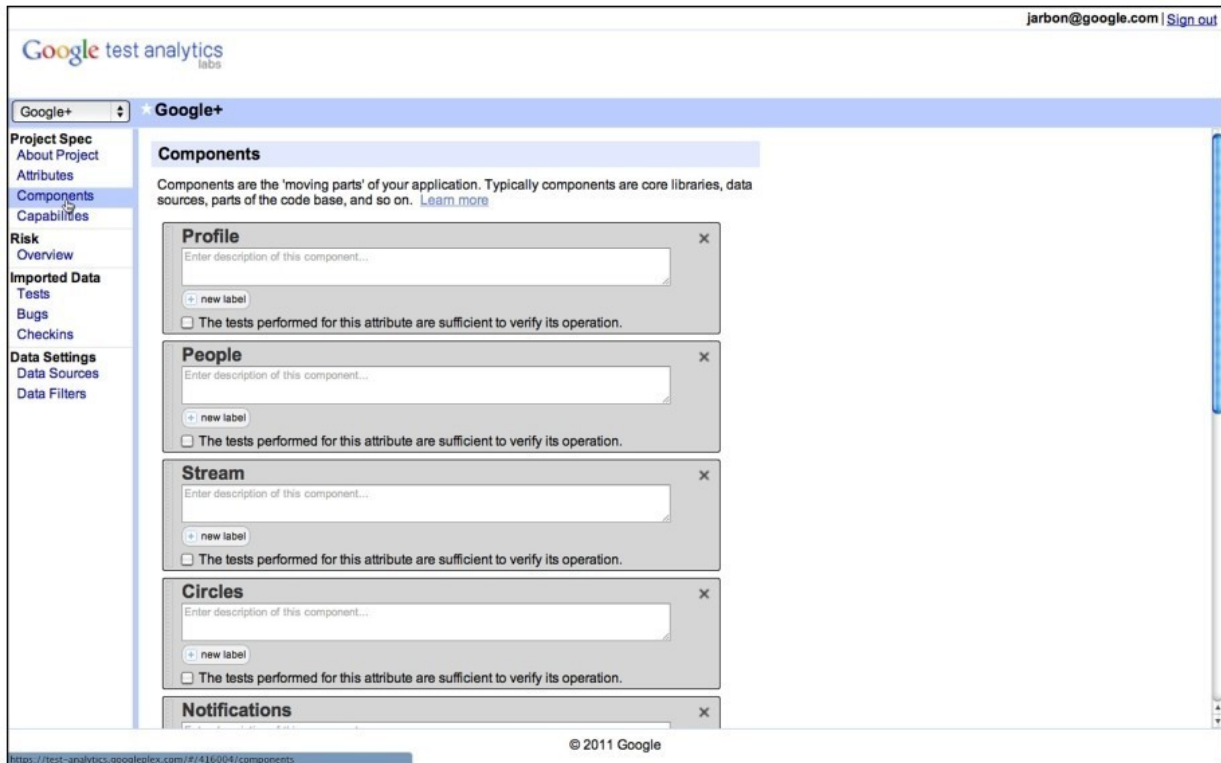 jarbon@google.com | Sign out
Google test analytics
labs
Google+
Google+
Project Spec
About Project
Attributes
Components
Capabilities
Risk
Overview
Imported Data
Tests
Bugs
Checkins
Data Settings
Data Sources
Data Filters
Components
Components are the 'moving parts' of your application. Typically components are core libraries, data
sources, parts of the code base, and so on. Learn more
Profile
Enter description of this component...
new label
The tests performed for this attribute are sufficient to verify its operation.
People
Enter description of this component...
new label
The tests performed for this attribute are sufficient to verify its operation.
Stream
Enter description of this component...
new label
The tests performed for this attribute are sufficient to verify its operation.
Circles
Enter description of this component...
new label
The tests performed for this attribute are sufficient to verify its operation.
Notifications
© 2011 Google
https://test-analytics.googleplex.com/#/416004/components